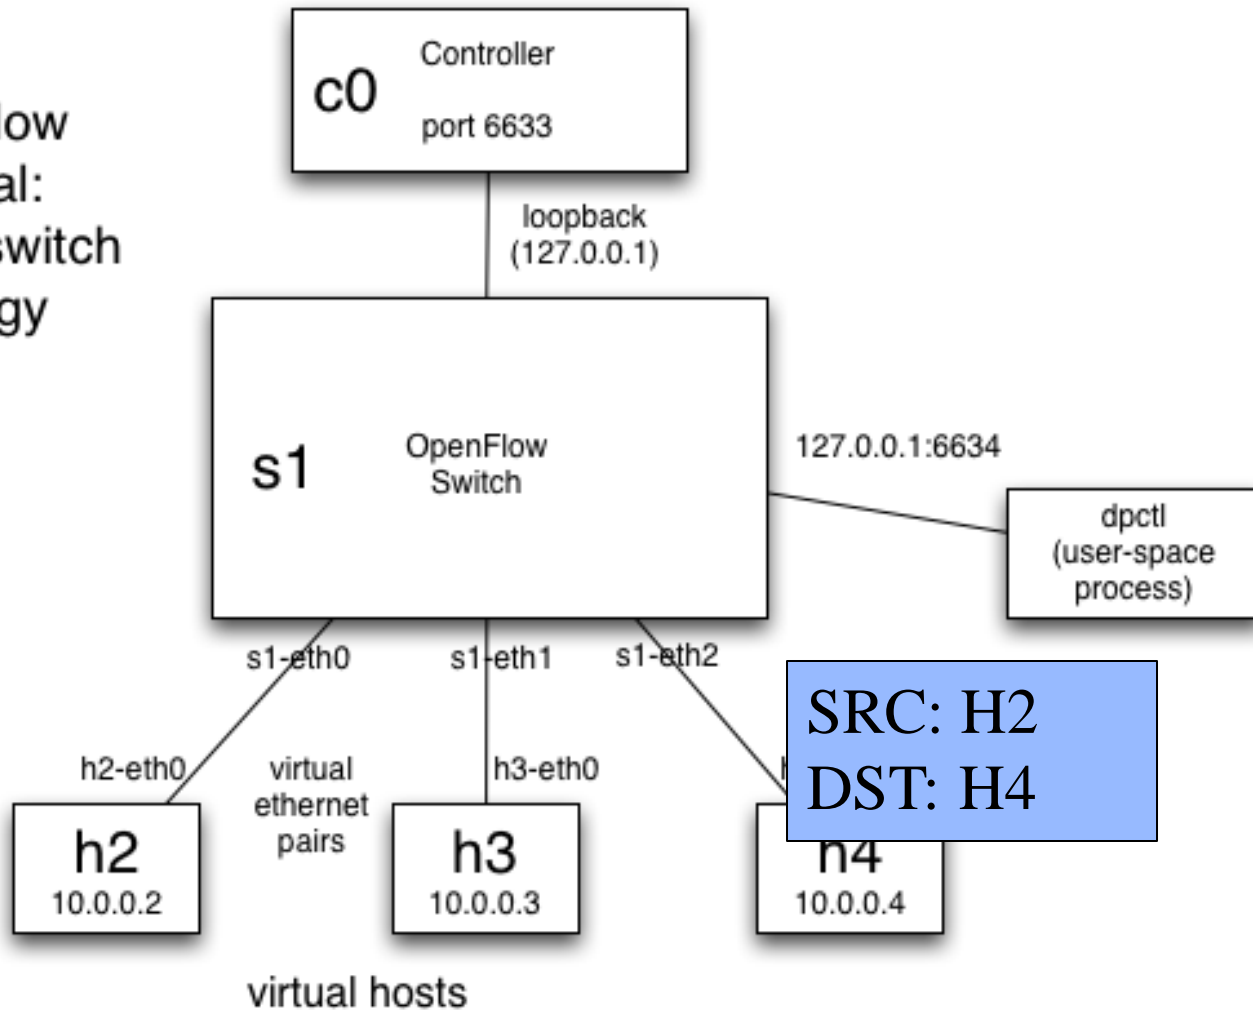 c0
Controller
port 6633
low
al:
switch
gy
loopback
(127.0.0.1)
s1
OpenFlow
Switch
127.0.0.1:6634
dpctl
(user-space
process)
s1-eth0
s1-eth1
s1-eth2
SRC: H2
DST: H4
h2-eth0
virtual
ethernet
pairs
h3-eth0
h2
10.0.0.2
h3
10.0.0.3
h4
10.0.0.4
virtual hosts